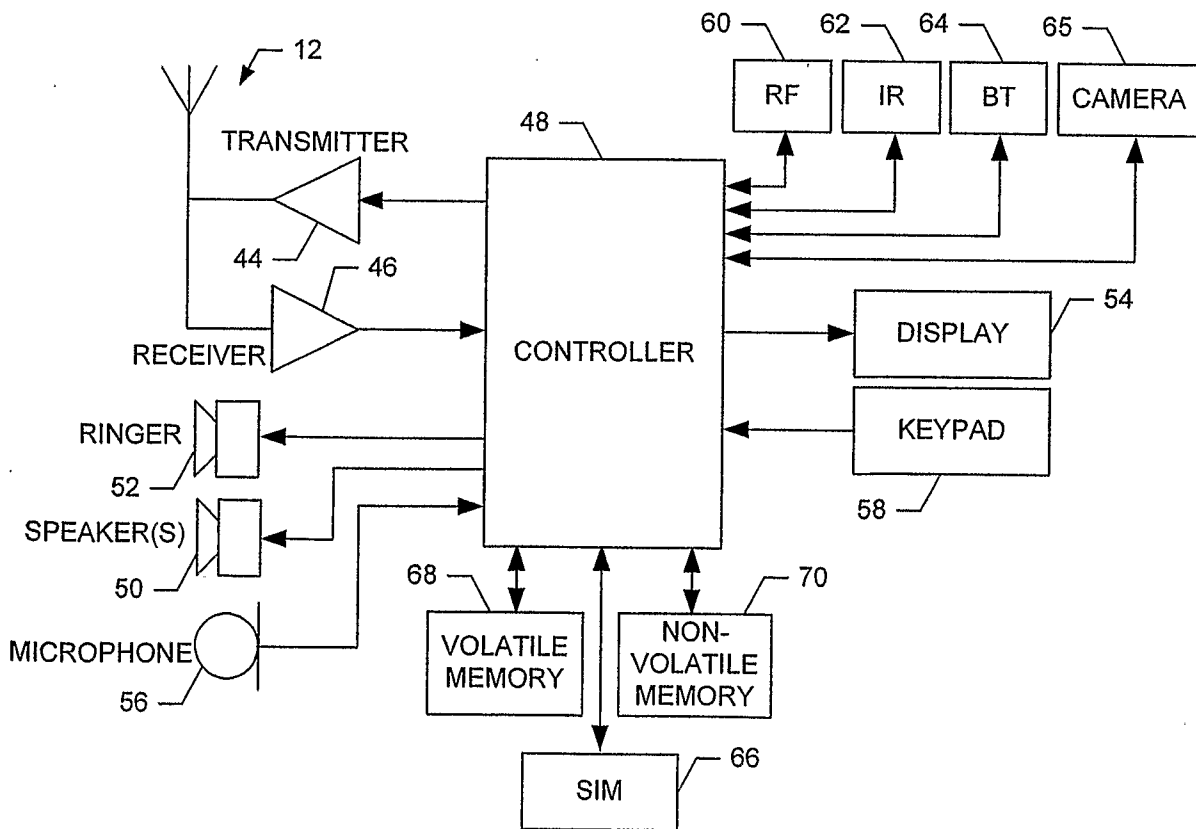 60
62
64
65
12
RF
IR
BT
CAMERA
48
TRANSMITTER
44
46
54
DISPLAY
CONTROLLER
RECEIVER
RINGER
KEYPAD
52
58
SPEAKER(S)
50
68
70
VOLATILE
MEMORY
NON-
VOLATILE
MEMORY
MICROPHONE
56
66
SIM